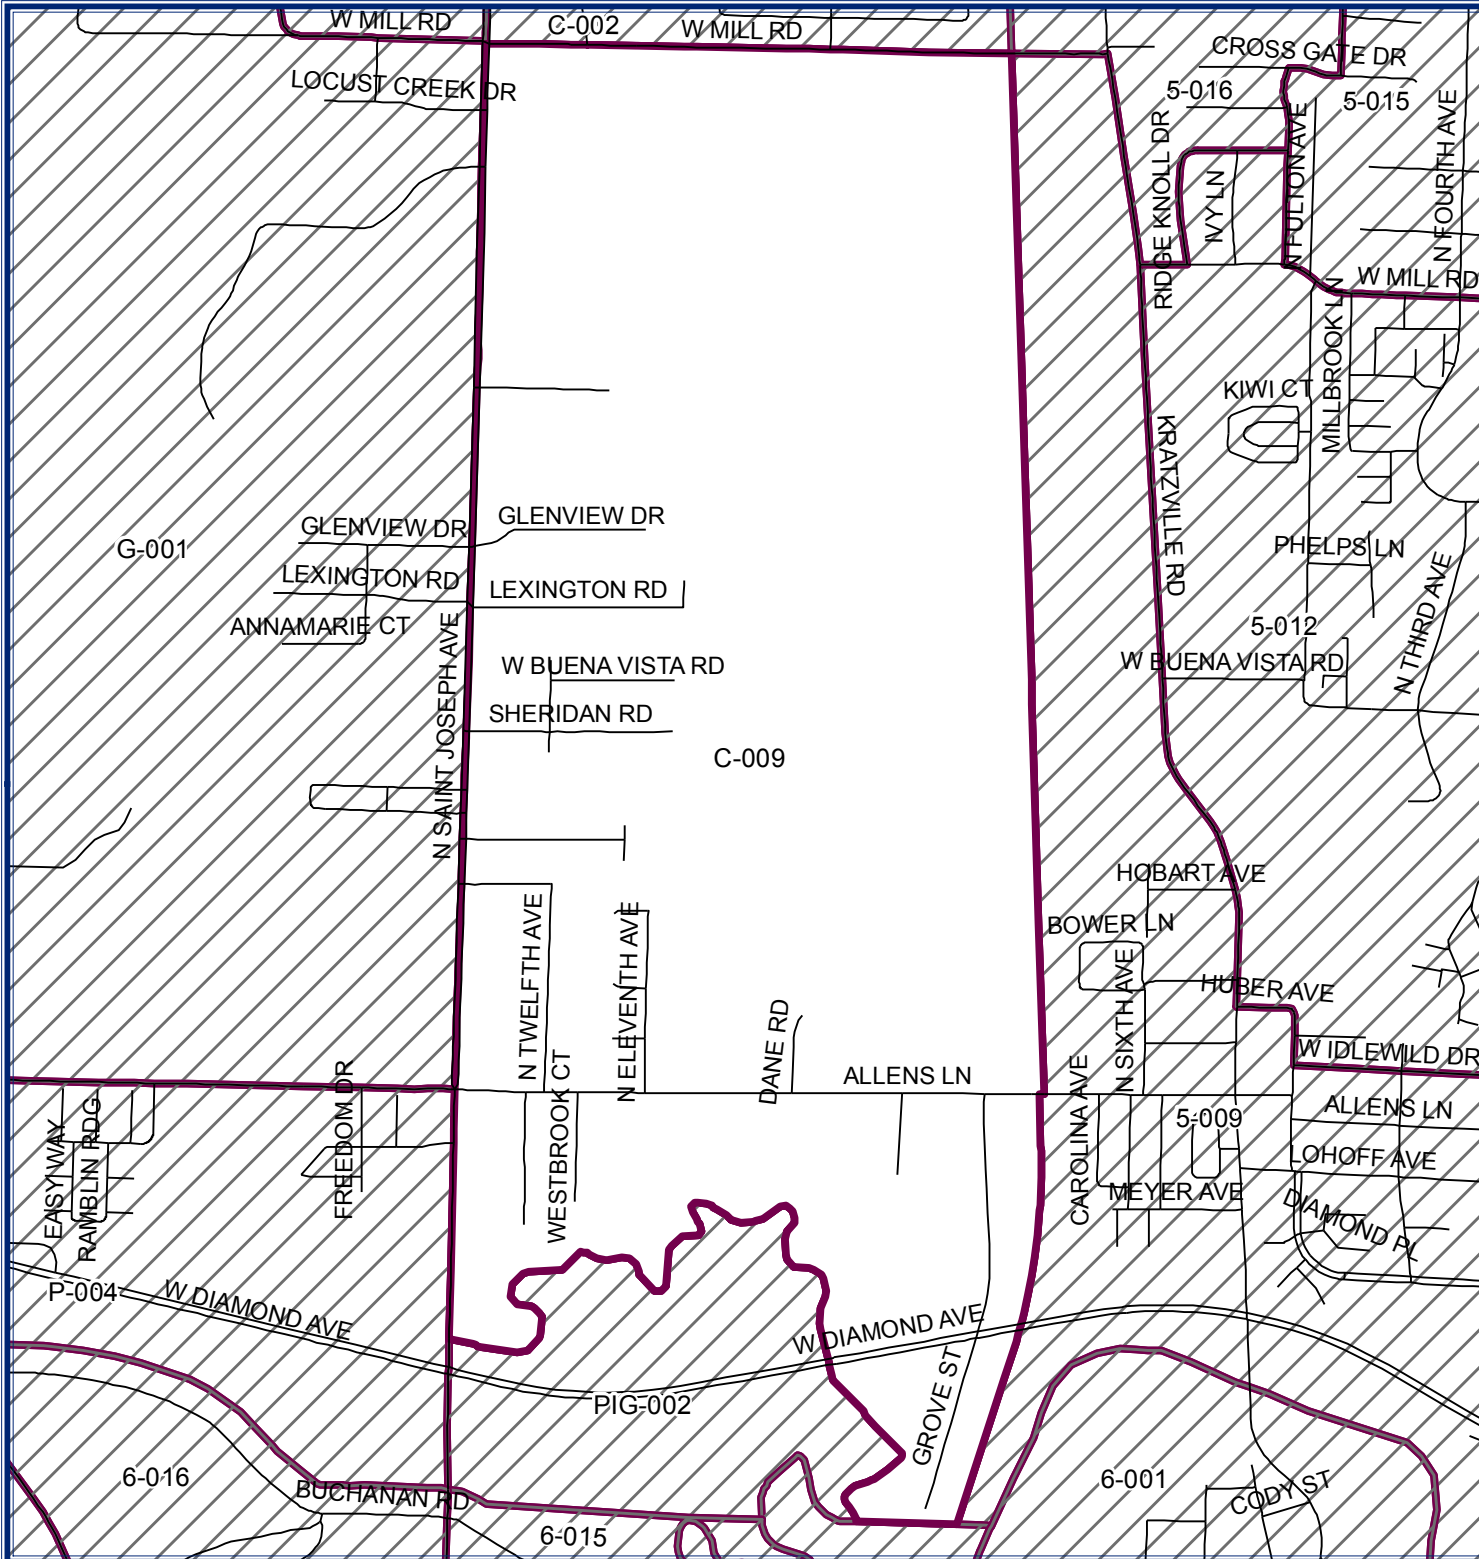 W MILL RD
C-002
W MILL RD
CROSS GATE DR
LOCUST CREEK DR
5-016
5-015
N FOURTH AVE
N FULTON AVE
RIDGE KNOLL DR
IVY LN
W MILL RD
MILLBROOK LN
KIWI CT
KRATZVILLE RD
GLENVIEW DR
GLENVIEW DR
G-001
PHELPS LN
LEXINGTON RD
LEXINGTON RD
N THIRD AVE
ANNAMARIE CT
5-012
N SAINT JOSEPH AVE
W BUENA VISTA RD
W BUENA VISTA RD
SHERIDAN RD
C-009
HOBART AVE
BOWER LN
N TWELFTH AVE
N ELEVENTH AVE
N SIXTH AVE
HUBER AVE
DANE RD
W IDLEWILD DR
FREEDOM DR
WESTBROOK CT
ALLENS LN
CAROLINA AVE
ALLENS LN
5-009
EASY WAY
RAMBLIN RDG
LOHOFF AVE
MEYER AVE
DIAMOND PL
P-004
W DIAMOND AVE
W DIAMOND AVE
GROVE ST
PIG-002
6-016
BUCHANAN RD
6-001
CODY ST
6-015